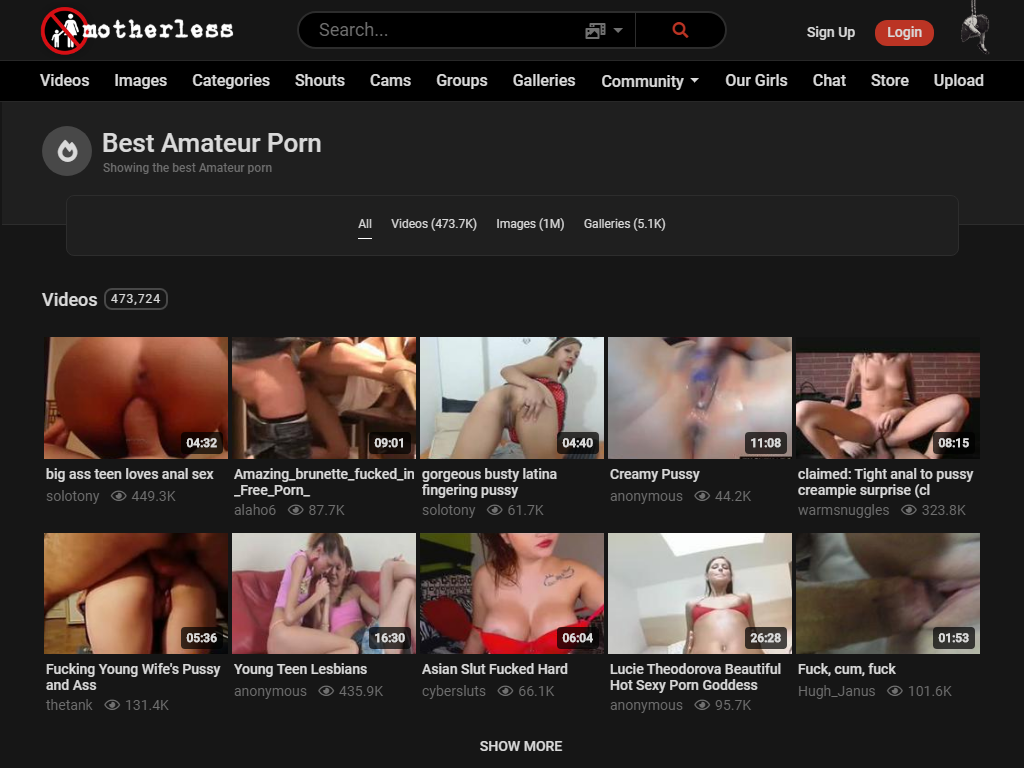 motherless
Search...
Sign Up
Login
Videos Images Categories Shouts Cams Groups Galleries Community Our Girls Chat Store Upload
Best Amateur Porn
Showing the best Amateur porn
All Videos (473.7K) Images (1M) Galleries (5.1K)
Videos 473,724
04:32
big ass teen loves anal sex
solotony 449.3K
09:01
Amazing_brunette_fucked_in
_Free_Porn_
alaho6 87.7K
04:40
gorgeous busty latina
fingering pussy
solotony 61.7K
11:08
Creamy Pussy
anonymous 44.2K
08:15
claimed: Tight anal to pussy
creampie surprise (cl
warmsnuggles 323.8K
05:36
Fucking Young Wife's Pussy
and Ass
thetank 131.4K
16:30
Young Teen Lesbians
anonymous 435.9K
06:04
Asian Slut Fucked Hard
cybersluts 66.1K
26:28
Lucie Theodorova Beautiful
Hot Sexy Porn Goddess
anonymous 95.7K
01:53
Fuck, cum, fuck
Hugh_Janus 101.6K
SHOW MORE